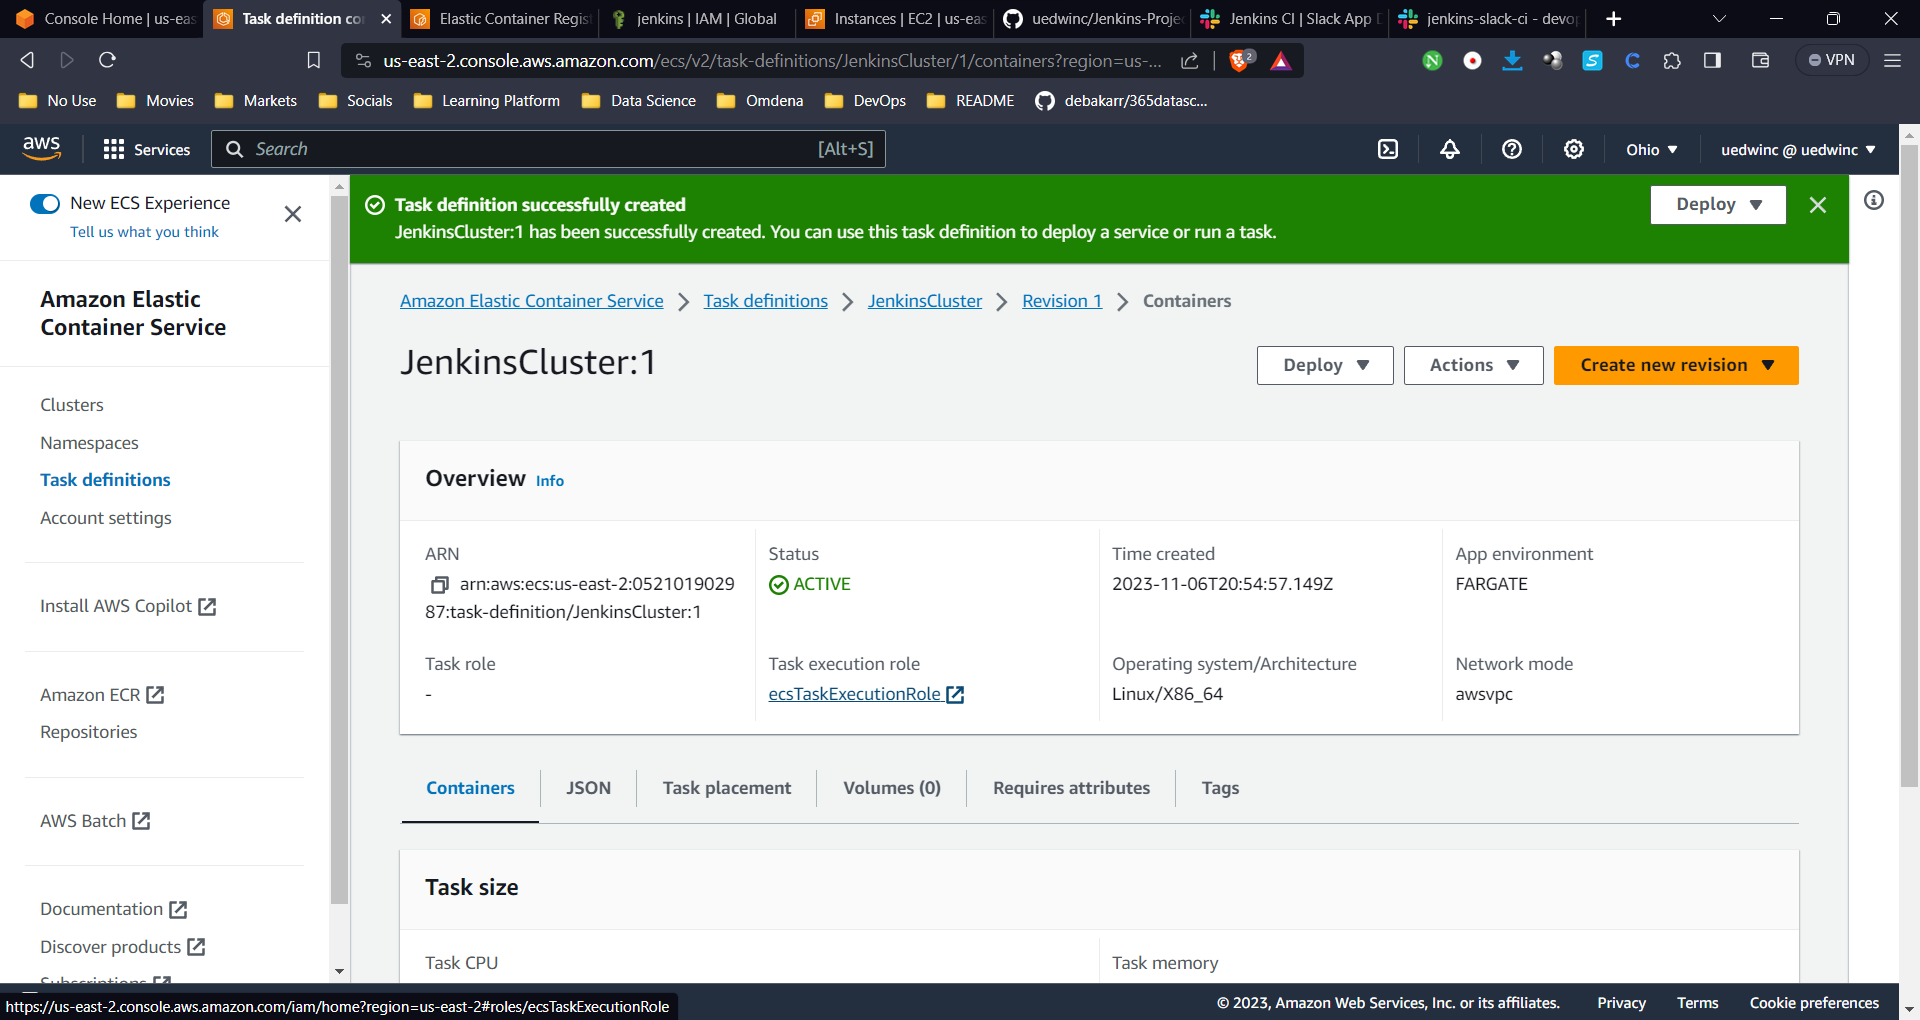 Console Home | us-eas
Task definition co
Elastic Container Regist
jenkins | IAM | Global
Instances | EC2 | us-eas
uedwinc/Jenkins-Proje
Jenkins CI | Slack App D
jenkins-slack-ci - devop
us-east-2.console.aws.amazon.com/ecs/v2/task-definitions/JenkinsCluster/1/containers?region=us-...
2
N
S
C
VPN
No Use
Movies
Markets
Socials
Learning Platform
Data Science
Omdena
DevOps
README
debakarr/365datasc...
aws
Services
Search
[Alt+S]
Ohio
uedwinc @ uedwinc
New ECS Experience
Tell us what you think
Amazon Elastic
Container Service
Clusters
Namespaces
Task definitions
Account settings
Install AWS Copilot
Amazon ECR
Repositories
AWS Batch
Documentation
Discover products
Subscriptions
Task definition successfully created
JenkinsCluster:1 has been successfully created. You can use this task definition to deploy a service or run a task.
Deploy
Amazon Elastic Container Service
Task definitions
JenkinsCluster
Revision 1
Containers
JenkinsCluster:1
Deploy
Actions
Create new revision
Overview Info
ARN
arn:aws:ecs:us-east-2:0521019029
87:task-definition/JenkinsCluster:1
Status
ACTIVE
Time created
2023-11-06T20:54:57.149Z
App environment
FARGATE
Task role
-
Task execution role
ecsTaskExecutionRole
Operating system/Architecture
Linux/X86_64
Network mode
awsvpc
Containers
JSON
Task placement
Volumes (0)
Requires attributes
Tags
Task size
Task CPU
Task memory
https://us-east-2.console.aws.amazon.com/iam/home?region=us-east-2#roles/ecsTaskExecutionRole
© 2023, Amazon Web Services, Inc. or its affiliates.
Privacy
Terms
Cookie preferences